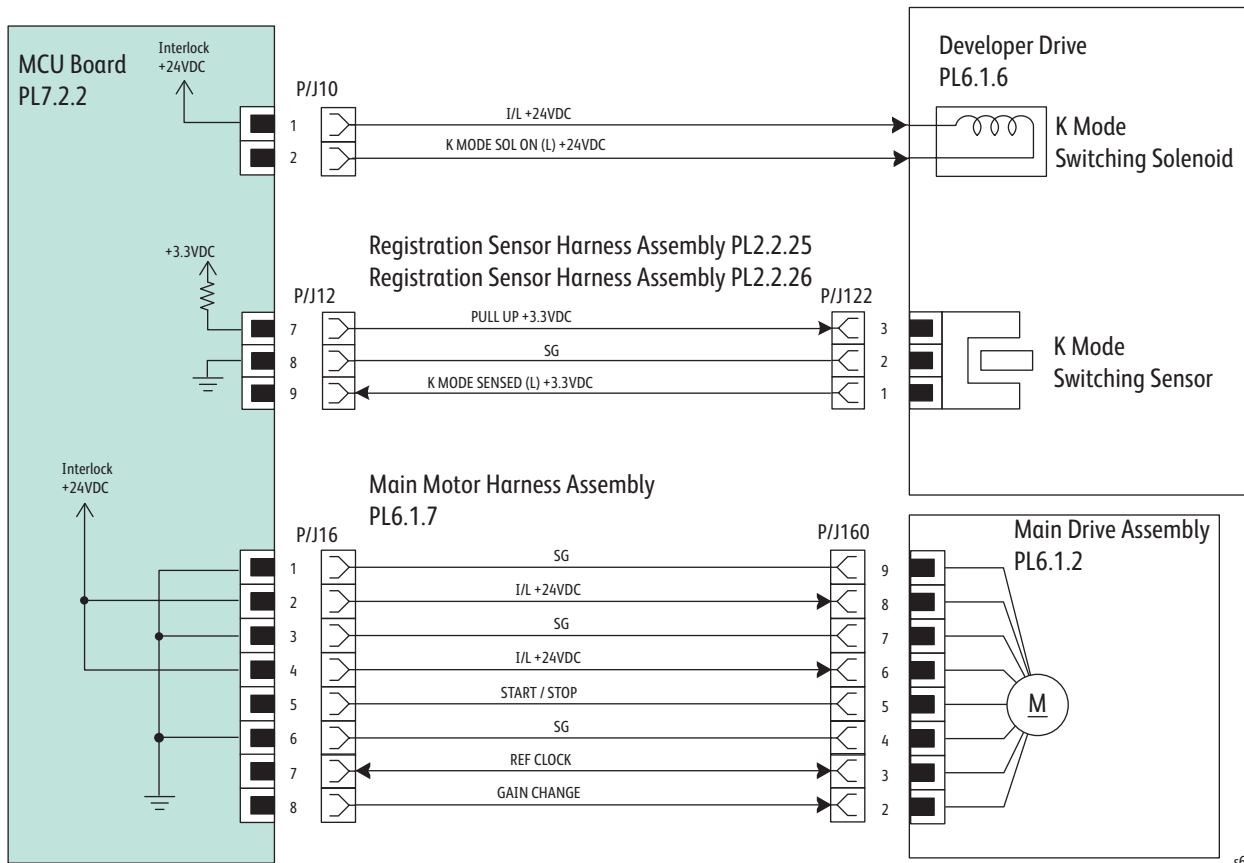 MCU Board
PL7.2.2
Interlock
+24VDC
P/J10
1
2
I/L +24VDC
K MODE SOL ON (L) +24VDC
Developer Drive
PL6.1.6
K Mode
Switching Solenoid
+3.3VDC
Registration Sensor Harness Assembly PL2.2.25
Registration Sensor Harness Assembly PL2.2.26
P/J12
P/J122
7
PULL UP +3.3VDC
3
8
SG
2
9
K MODE SENSED (L) +3.3VDC
1
K Mode
Switching Sensor
Interlock
+24VDC
Main Motor Harness Assembly
PL6.1.7
P/J16
P/J160
Main Drive Assembly
PL6.1.2
1
SG
9
2
I/L +24VDC
8
3
SG
7
4
I/L +24VDC
6
5
START / STOP
5
6
SG
4
7
REF CLOCK
3
8
GAIN CHANGE
2
M